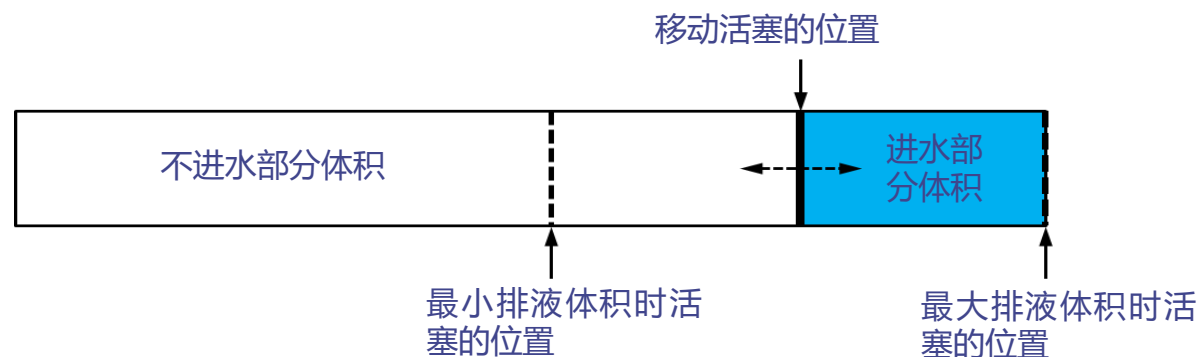 移动活塞的位置
不进水部分体积
进水部
分体积
最小排液体积时活
塞的位置
最大排液体积时活
塞的位置